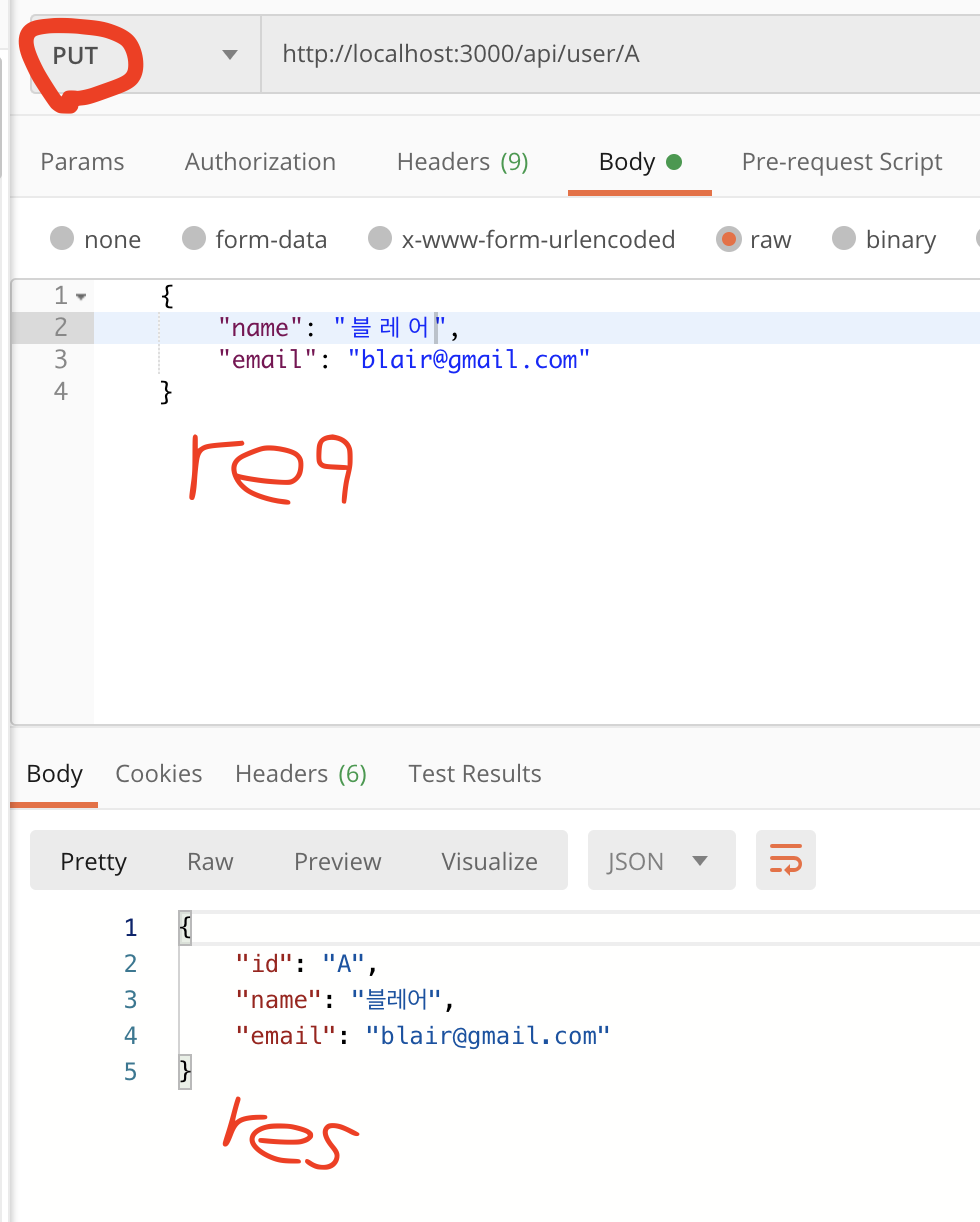 PUT http://localhost:3000/api/user/A
Params Authorization Headers (9) Body Pre-request Script
none form-data x-www-form-urlencoded raw binary
1 {
2 "name": "블레어",
3 "email": "blair@gmail.com"
4 }
req
Body Cookies Headers (6) Test Results
Pretty Raw Preview Visualize JSON
1 {
2 "id": "A",
3 "name": "블레어",
4 "email": "blair@gmail.com"
5 }
res